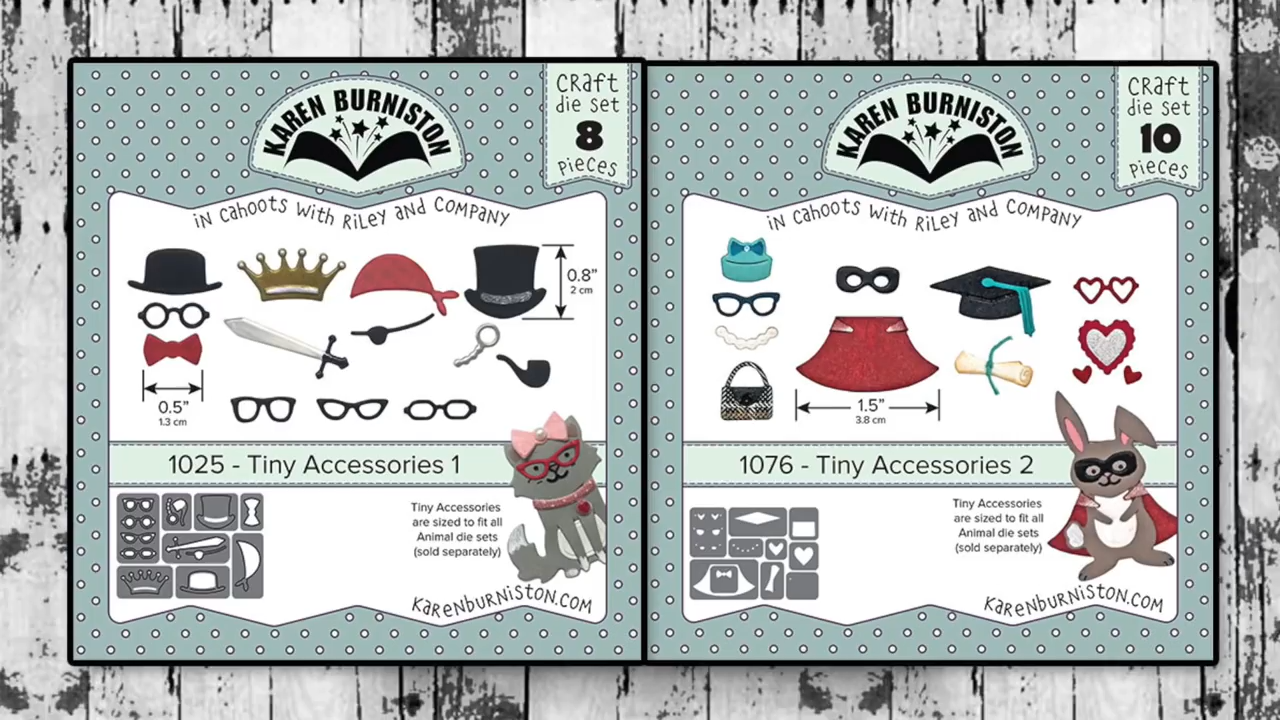 KAREN BURNISTON
CRAFT
die set
8
pieces
in cahoots with Riley and Company
0.8"
2 cm
0.5"
1.3 cm
1025 - Tiny Accessories 1
Tiny Accessories
are sized to fit all
Animal die sets
(sold separately)
KARENBURNISTON.COM
KAREN BURNISTON
CRAFT
die set
10
pieces
in cahoots with Riley and Company
1.5"
3.8 cm
1076 - Tiny Accessories 2
Tiny Accessories
are sized to fit all
Animal die sets
(sold separately)
KARENBURNISTON.COM